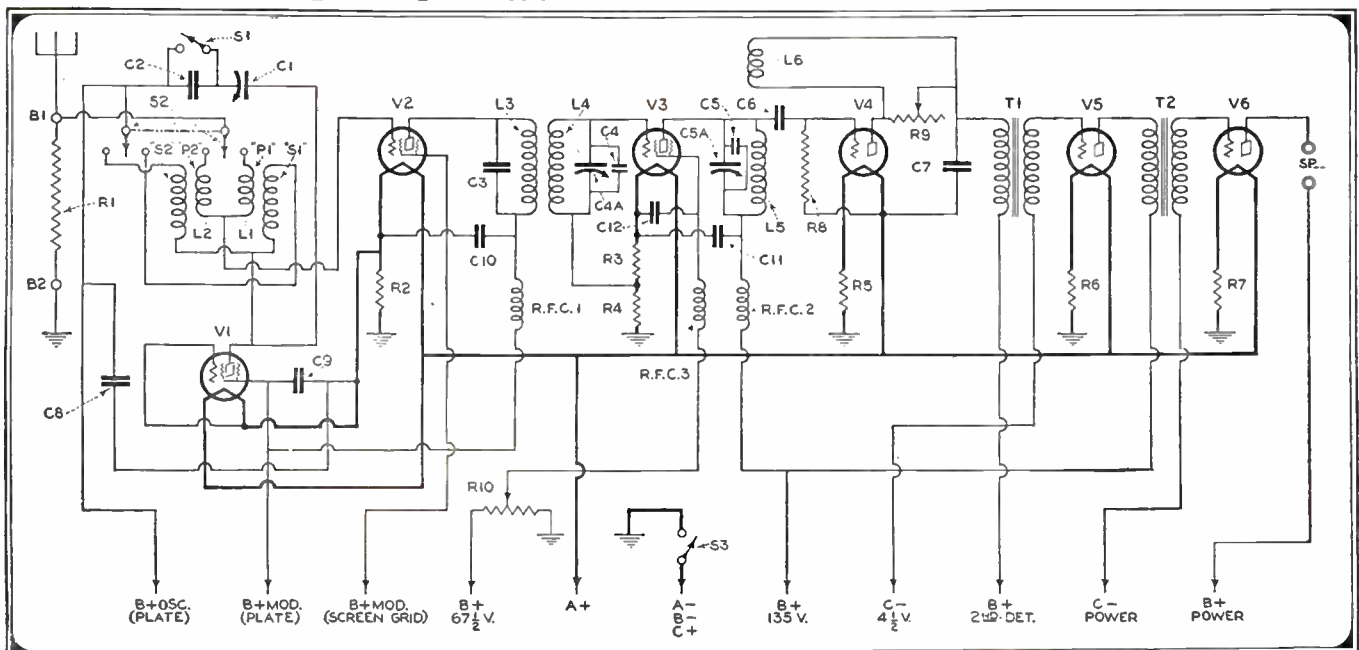 S1
C2
C1
S2
B1
"S2"
"P2"
"P1"
"S1"
R1
L2
L1
B2
V1
C9
C8
V2
L3
L4
V3
C4
C4A
C3
C10
R2
R.F.C.1
C12
R3
R4
C5
C5A
C6
L5
C11
R.F.C.2
R.F.C.3
L6
V4
R9
R8
C7
R5
T1
V5
T2
V6
SP.
R6
R7
R10
S3
B+OSC.
(PLATE)
B+MOD.
(PLATE)
B+MOD.
(SCREEN GRID)
B+
67½ V.
A+
A-
B-
C+
B+
135 V.
C-
4½ V.
B+
2ND. DET.
C-
POWER
B+
POWER